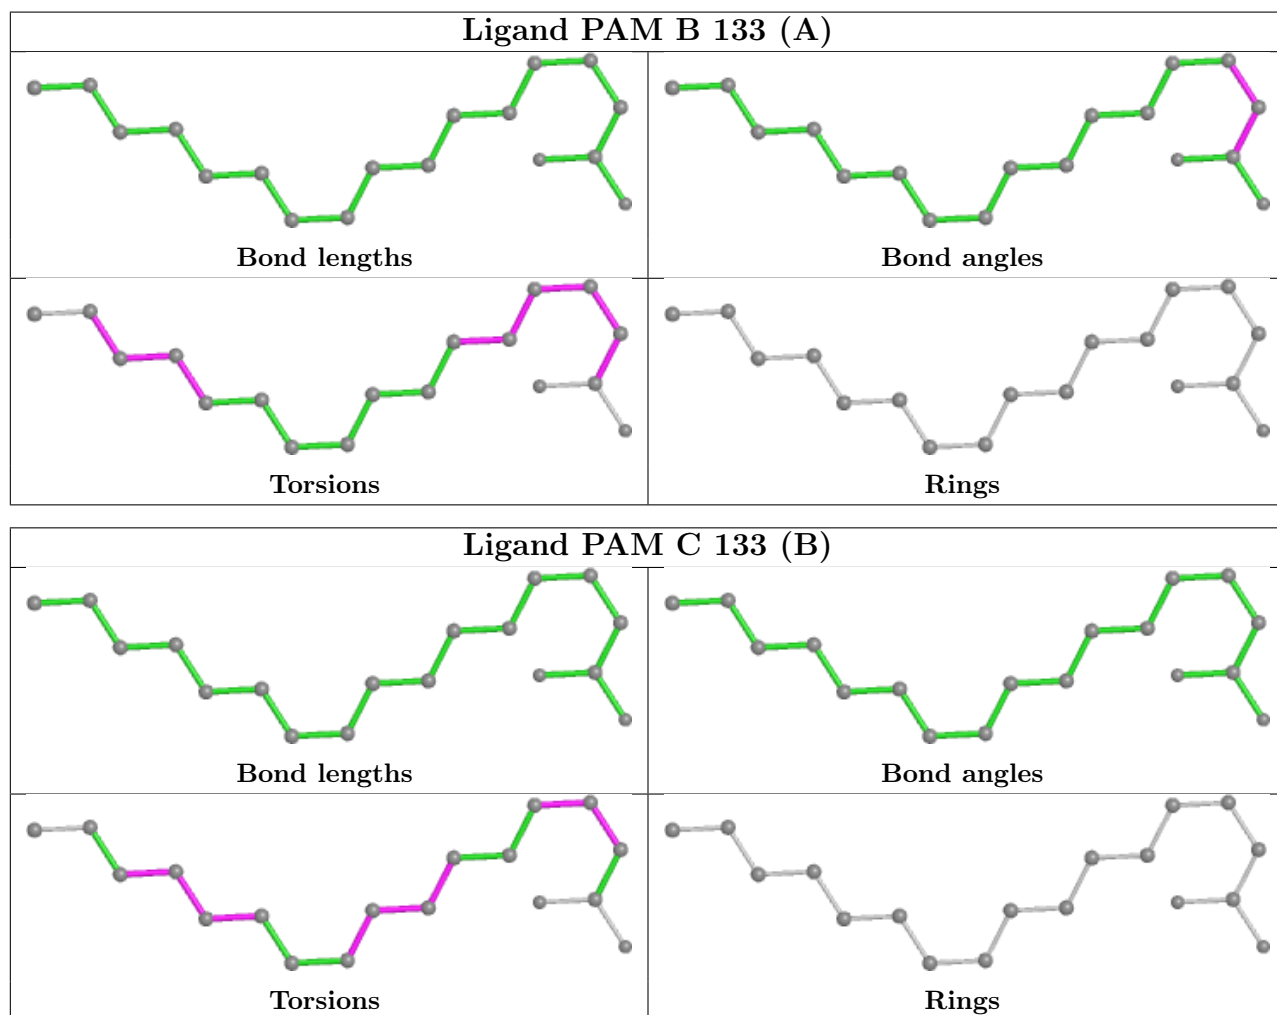 Ligand PAM B 133 (A)
Bond lengths
Bond angles
Torsions
Rings
Ligand PAM C 133 (B)
Bond lengths
Bond angles
Torsions
Rings